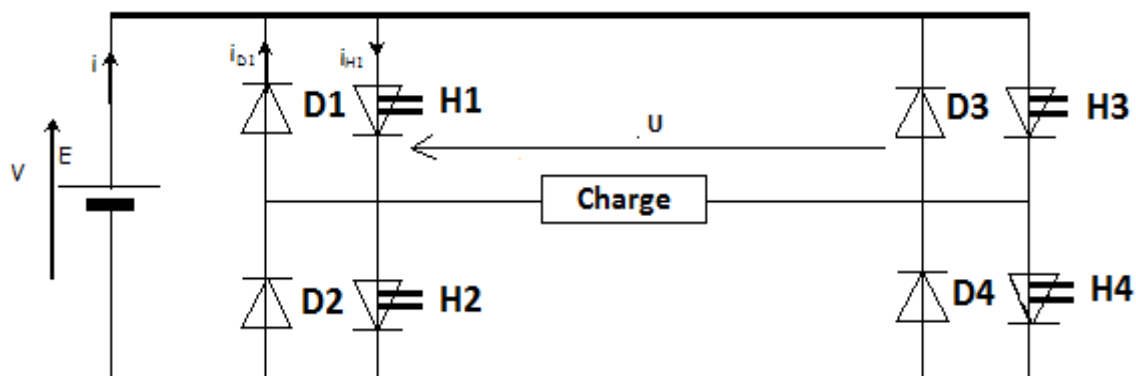 i iD1 iH1
D1 H1 U D3 H3
V E
Charge
D2 H2 D4 H4